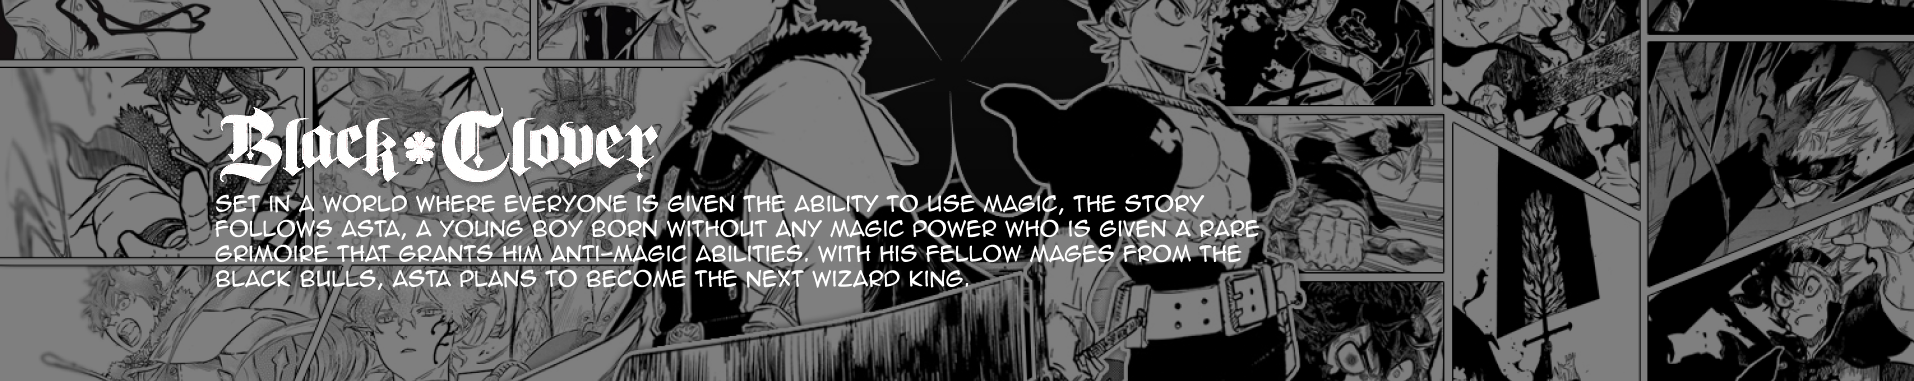 Black Clover
SET IN A WORLD WHERE EVERYONE IS GIVEN THE ABILITY TO USE MAGIC, THE STORY
FOLLOWS ASTA, A YOUNG BOY BORN WITHOUT ANY MAGIC POWER WHO IS GIVEN A RARE
GRIMOIRE THAT GRANTS HIM ANTI-MAGIC ABILITIES. WITH HIS FELLOW MAGES FROM THE
BLACK BULLS, ASTA PLANS TO BECOME THE NEXT WIZARD KING.